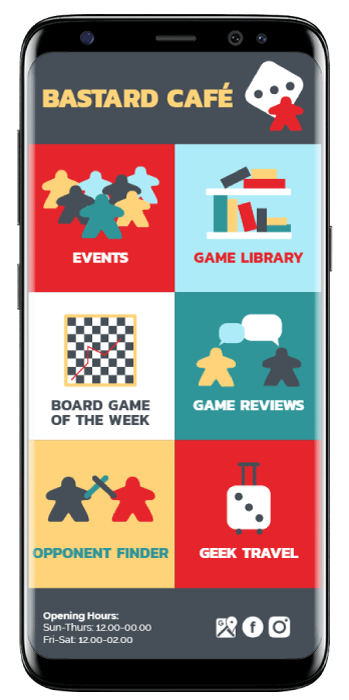 BASTARD CAFÉ
EVENTS
GAME LIBRARY
BOARD GAME
OF THE WEEK
GAME REVIEWS
OPPONENT FINDER
GEEK TRAVEL
Opening Hours:
Sun-Thurs: 12.00-00.00
Fri-Sat: 12.00-02.00